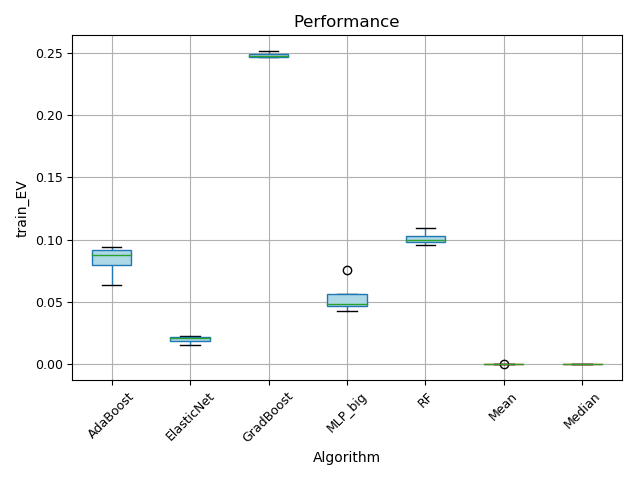 Performance
train_EV
0.25
0.20
0.15
0.10
0.05
0.00
AdaBoost
ElasticNet
GradBoost
MLP_big
RF
Mean
Median
Algorithm